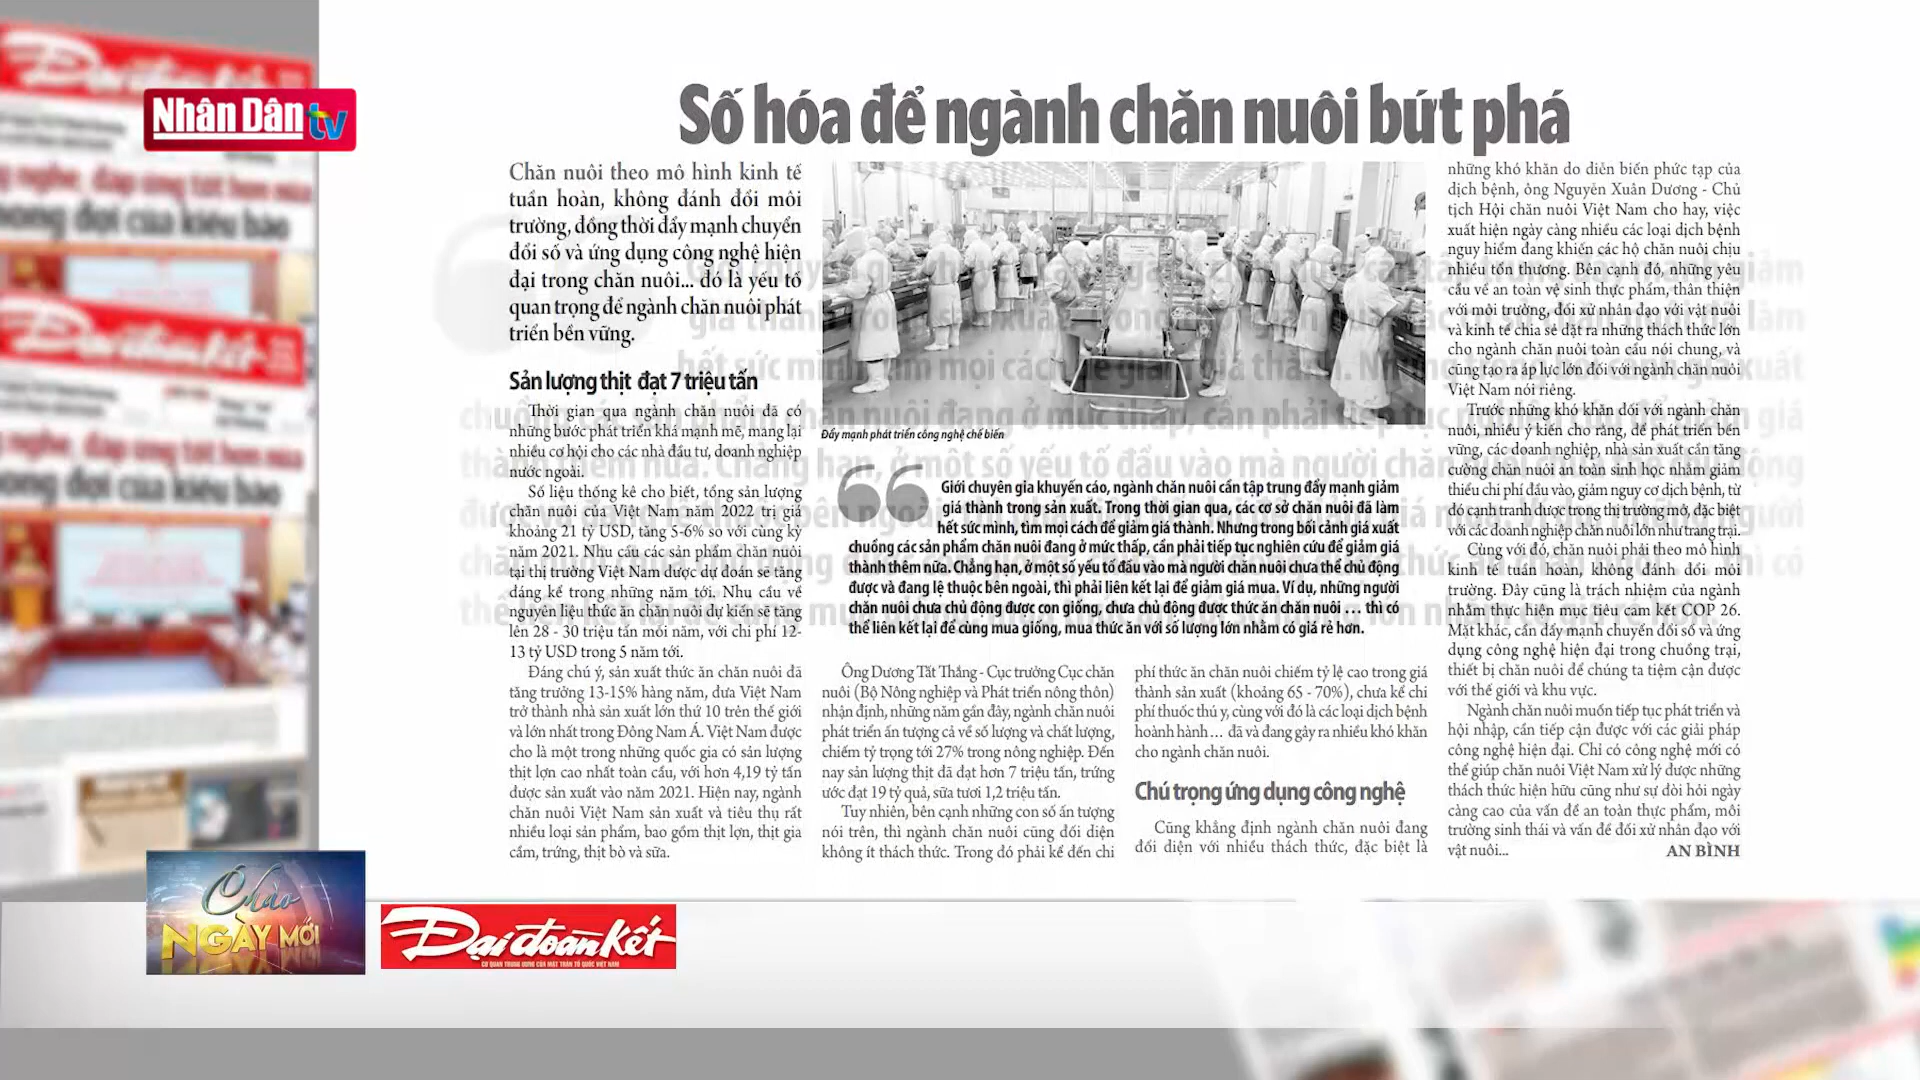 Nhân Dân tv
Số hóa để ngành chăn nuôi bứt phá
Chăn nuôi theo mô hình kinh tế
tuần hoàn, không đánh đổi môi
trường, đồng thời đẩy mạnh chuyển
đổi số và ứng dụng công nghệ hiện
đại trong chăn nuôi... đó là yếu tố
quan trọng để ngành chăn nuôi phát
triển bền vững.
Sản lượng thịt đạt 7 triệu tấn
Thời gian qua ngành chăn nuôi đã có
những bước phát triển khá mạnh mẽ, mang lại
nhiều cơ hội cho các nhà đầu tư, doanh nghiệp
nước ngoài.
Số liệu thống kê cho biết, tổng sản lượng
chăn nuôi của Việt Nam năm 2022 trị giá
khoảng 21 tỷ USD, tăng 5-6% so với cùng kỳ
năm 2021. Nhu cầu các sản phẩm chăn nuôi
tại thị trường Việt Nam được dự đoán sẽ tăng
đáng kể trong những năm tới. Nhu cầu về
nguyên liệu thức ăn chăn nuôi dự kiến sẽ tăng
lên 28 - 30 triệu tấn mỗi năm, với chi phí 12-
13 tỷ USD trong 5 năm tới.
Đáng chú ý, sản xuất thức ăn chăn nuôi đã
tăng trưởng 13-15% hàng năm, đưa Việt Nam
trở thành nhà sản xuất lớn thứ 10 trên thế giới
và lớn nhất trong Đông Nam Á. Việt Nam được
cho là một trong những quốc gia có sản lượng
thịt lợn cao nhất toàn cầu, với hơn 4,19 tỷ tấn
được sản xuất vào năm 2021. Hiện nay, ngành
chăn nuôi Việt Nam sản xuất và tiêu thụ rất
nhiều loại sản phẩm, bao gồm thịt lợn, thịt gia
cầm, trứng, thịt bò và sữa.
Đẩy mạnh phát triển công nghệ chế biến
Giới chuyên gia khuyến cáo, ngành chăn nuôi cần tập trung đẩy mạnh giảm
giá thành trong sản xuất. Trong thời gian qua, các cơ sở chăn nuôi đã làm
hết sức mình, tìm mọi cách để giảm giá thành. Nhưng trong bối cảnh giá xuất
chuồng các sản phẩm chăn nuôi đang ở mức thấp, cần phải tiếp tục nghiên cứu để giảm giá
thành thêm nữa. Chẳng hạn, ở một số yếu tố đầu vào mà người chăn nuôi chưa thể chủ động
được và đang lệ thuộc bên ngoài, thì phải liên kết lại để giảm giá mua. Ví dụ, những người
chăn nuôi chưa chủ động được con giống, chưa chủ động được thức ăn chăn nuôi … thì có
thể liên kết lại để cùng mua giống, mua thức ăn với số lượng lớn nhằm có giá rẻ hơn.
Ông Dương Tất Thắng - Cục trưởng Cục chăn
nuôi (Bộ Nông nghiệp và Phát triển nông thôn)
nhận định, những năm gần đây, ngành chăn nuôi
phát triển ấn tượng cả về số lượng và chất lượng,
chiếm tỷ trọng tới 27% trong nông nghiệp. Đến
nay sản lượng thịt đã đạt hơn 7 triệu tấn, trứng
ước đạt 19 tỷ quả, sữa tươi 1,2 triệu tấn.
Tuy nhiên, bên cạnh những con số ấn tượng
nói trên, thì ngành chăn nuôi cũng đối diện
không ít thách thức. Trong đó phải kể đến chi
phí thức ăn chăn nuôi chiếm tỷ lệ cao trong giá
thành sản xuất (khoảng 65 - 70%), chưa kể chi
phí thuốc thú y, cùng với đó là các loại dịch bệnh
hoành hành… đã và đang gây ra nhiều khó khăn
cho ngành chăn nuôi.
Chú trọng ứng dụng công nghệ
Cũng khẳng định ngành chăn nuôi đang
đối diện với nhiều thách thức, đặc biệt là
những khó khăn do diễn biến phức tạp của
dịch bệnh, ông Nguyễn Xuân Dương - Chủ
tịch Hội chăn nuôi Việt Nam cho hay, việc
xuất hiện ngày càng nhiều các loại dịch bệnh
nguy hiểm đang khiến các hộ chăn nuôi chịu
nhiều tổn thương. Bên cạnh đó, những yêu
cầu về an toàn vệ sinh thực phẩm, thân thiện
với môi trường, đối xử nhân đạo với vật nuôi
và kinh tế chia sẻ đặt ra những thách thức lớn
cho ngành chăn nuôi toàn cầu nói chung, và
cũng tạo ra áp lực lớn đối với ngành chăn nuôi
Việt Nam nói riêng.
Trước những khó khăn đối với ngành chăn
nuôi, nhiều ý kiến cho rằng, để phát triển bền
vững, các doanh nghiệp, nhà sản xuất cần tăng
cường chăn nuôi an toàn sinh học nhằm giảm
thiểu chi phí đầu vào, giảm nguy cơ dịch bệnh, từ
đó cạnh tranh được trong thị trường mở, đặc biệt
với các doanh nghiệp chăn nuôi lớn như trang trại.
Cùng với đó, chăn nuôi phải theo mô hình
kinh tế tuần hoàn, không đánh đổi môi
trường. Đây cũng là trách nhiệm của ngành
nhằm thực hiện mục tiêu cam kết COP 26.
Mặt khác, cần đẩy mạnh chuyển đổi số và ứng
dụng công nghệ hiện đại trong chuồng trại,
thiết bị chăn nuôi để chúng ta tiệm cận được
với thế giới và khu vực.
Ngành chăn nuôi muốn tiếp tục phát triển và
hội nhập, cần tiếp cận được với các giải pháp
công nghệ hiện đại. Chỉ có công nghệ mới có
thể giúp chăn nuôi Việt Nam xử lý được những
thách thức hiện hữu cũng như sự đòi hỏi ngày
càng cao của vấn đề an toàn thực phẩm, môi
trường sinh thái và vấn đề đối xử nhân đạo với
vật nuôi... AN BÌNH
Chào
NGÀY MỚI
Đại đoàn kết
CƠ QUAN TRUNG ƯƠNG CỦA MẶT TRẬN TỔ QUỐC VIỆT NAM